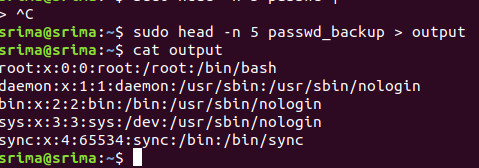 > ^C
srima@srima:~$ sudo head -n 5 passwd_backup > output
srima@srima:~$ cat output
root:x:0:0:root:/root:/bin/bash
daemon:x:1:1:daemon:/usr/sbin:/usr/sbin/nologin
bin:x:2:2:bin:/bin:/usr/sbin/nologin
sys:x:3:3:sys:/dev:/usr/sbin/nologin
sync:x:4:65534:sync:/bin:/bin/sync
srima@srima:~$